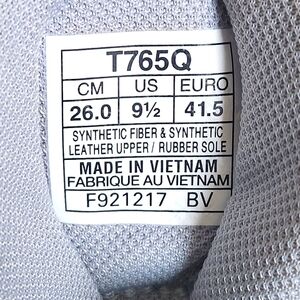 T765Q
CM US EURO
26.0 9½ 41.5
SYNTHETIC FIBER & SYNTHETIC
LEATHER UPPER / RUBBER SOLE
MADE IN VIETNAM
FABRIQUE AU VIETNAM
F921217 BV